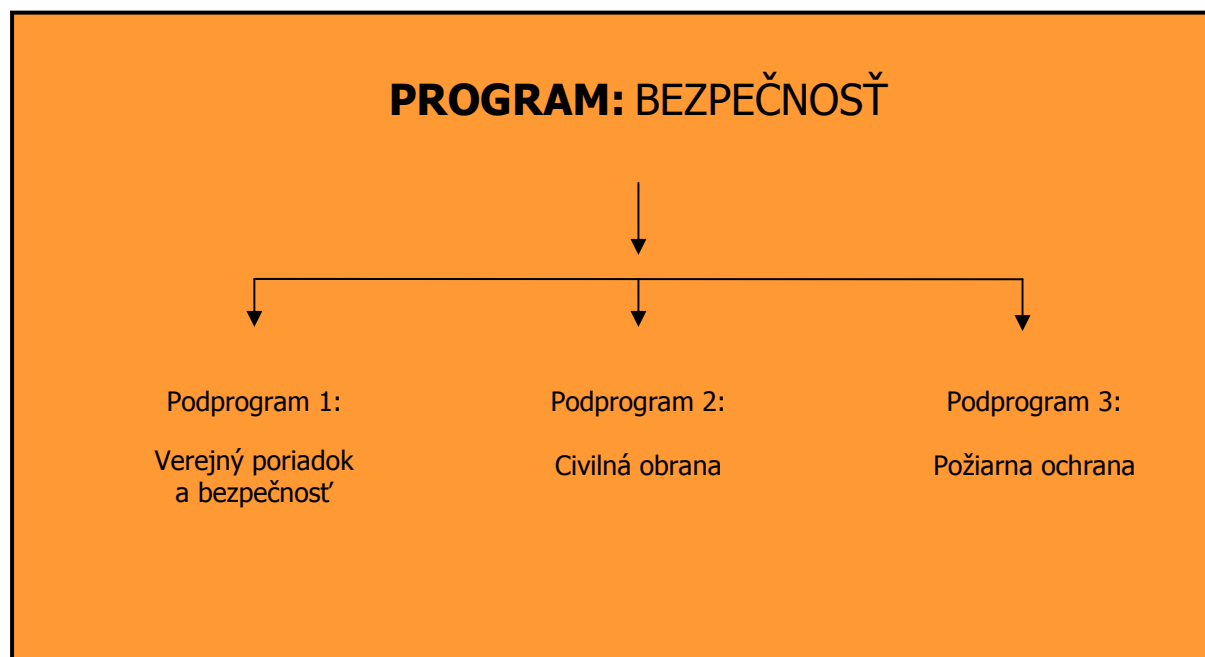 PROGRAM: BEZPEČNOSŤ
Podprogram 1:
Verejný poriadok
a bezpečnosť
Podprogram 2:
Civilná obrana
Podprogram 3:
Požiarna ochrana